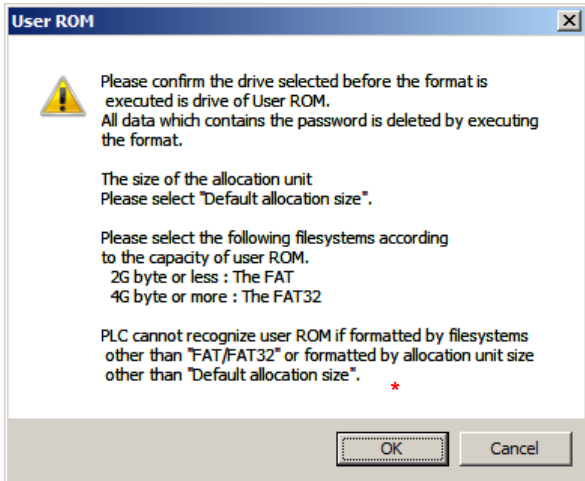 User ROM
Please confirm the drive selected before the format is
executed is drive of User ROM.
All data which contains the password is deleted by executing
the format.
The size of the allocation unit
Please select "Default allocation size".
Please select the following filesystems according
to the capacity of user ROM.
2G byte or less : The FAT
4G byte or more : The FAT32
PLC cannot recognize user ROM if formatted by filesystems
other than "FAT/FAT32" or formatted by allocation unit size
other than "Default allocation size".
*
OK
Cancel